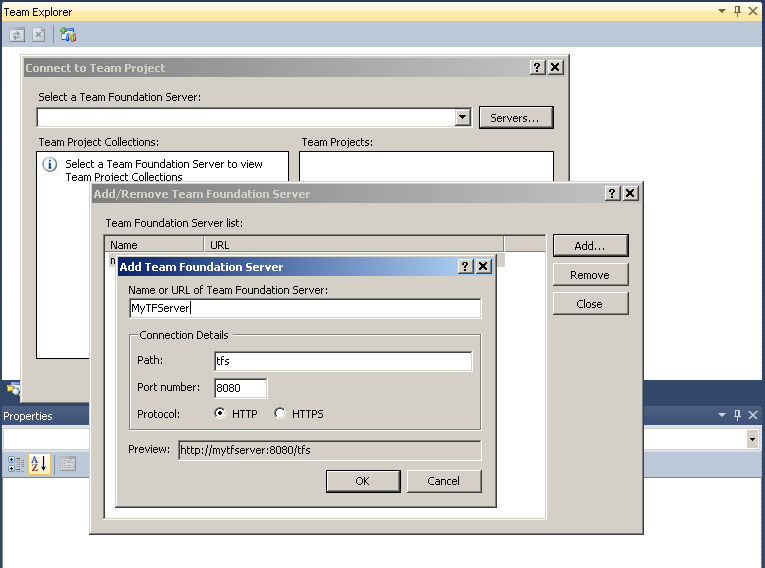 Team Explorer
Connect to Team Project
Select a Team Foundation Server:
Servers...
Team Project Collections:
Team Projects:
Select a Team Foundation Server to view
Team Project Collections
Add/Remove Team Foundation Server
Team Foundation Server list:
Name URL
Add...
Remove
Close
Add Team Foundation Server
Name or URL of Team Foundation Server:
MyTFServer
Connection Details
Path: tfs
Port number: 8080
Protocol: HTTP HTTPS
Preview: http://mytfserver:8080/tfs
OK Cancel
Properties